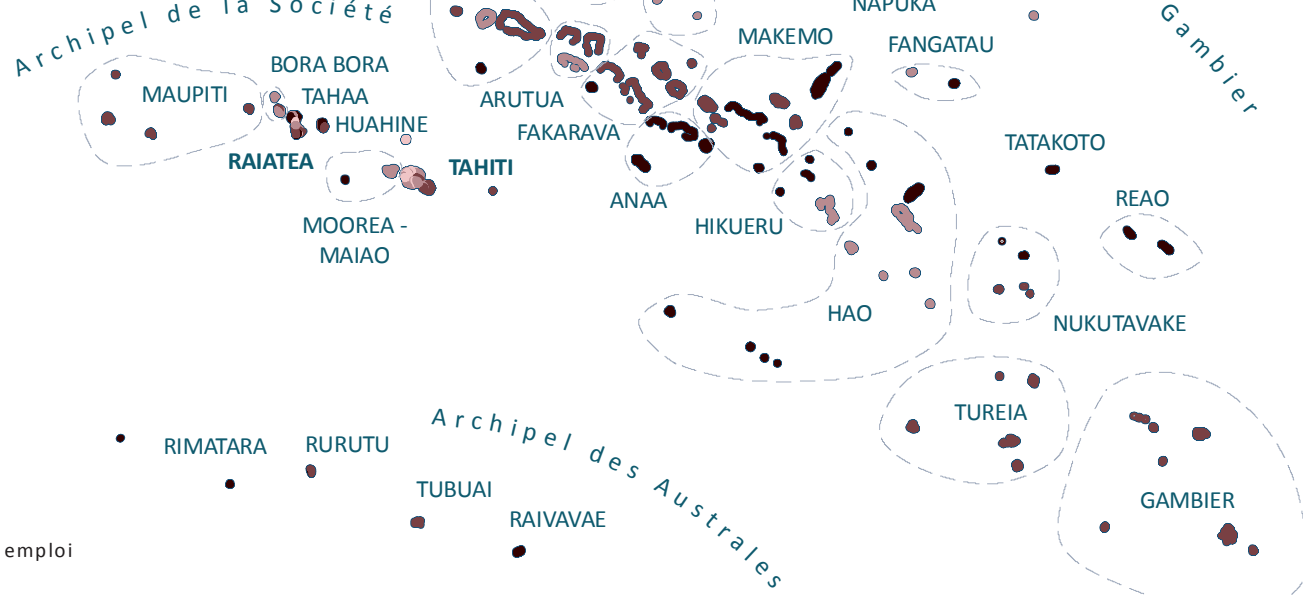 Archipel de la Société
NAPUKA
Gambier
MAKEMO
FANGATAU
BORA BORA
MAUPITI
TAHAA
ARUTUA
HUAHINE
FAKARAVA
TATAKOTO
RAIATEA
TAHITI
ANAA
REAO
MOOREA -
MAIAO
HIKUERU
HAO
NUKUTAVAKE
TUREIA
Archipel des Australes
RIMATARA
RURUTU
TUBUAI
GAMBIER
RAIVAVAE
emploi